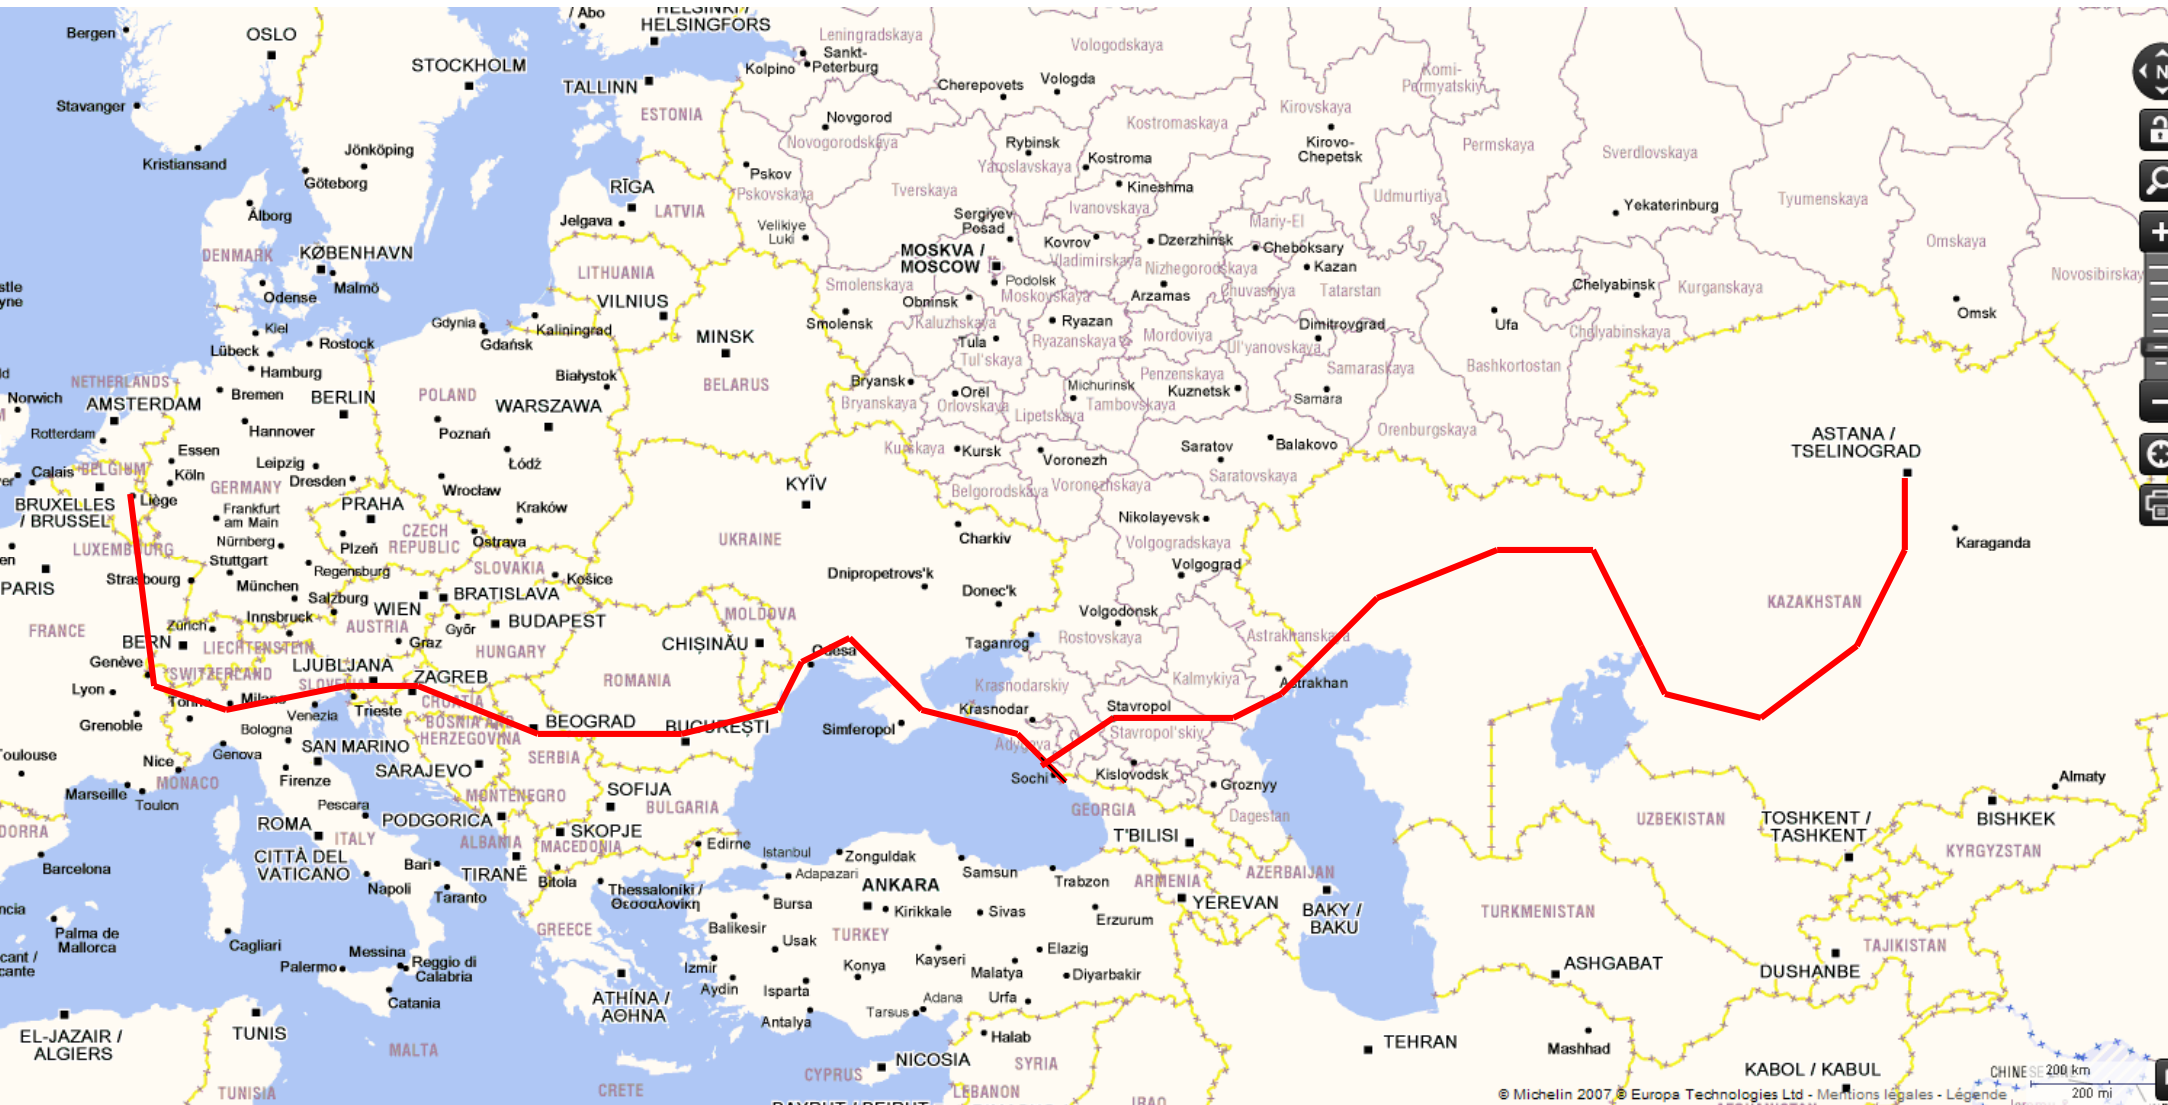 / Abo
HELSINKI /
HELSINGFORS
Bergen
OSLO
STOCKHOLM
TALLINN
ESTONIA
Leningradskaya
Sankt-
Peterburg
Kolpino
Vologodskaya
Cherepovets
Vologda
Komi-
Permyatskiy
Kirovskaya
Stavanger
Kristiansand
Jönköping
Göteborg
Novgorod
Novogorodskaya
Rybinsk
Yaroslavskaya
Kostroma
Kostromaskaya
Kineshma
Kirovo-
Chepetsk
Permskaya
Sverdlovskaya
Ålborg
RĪGA
Jelgava
LATVIA
Pskov
Pskovskaya
Tverskaya
Ivanovskaya
Udmurtiya
Yekaterinburg
Tyumenskaya
DENMARK
KØBENHAVN
Odense
Malmö
Velikiye
Luki
Sergiyev
Posad
MOSKVA /
MOSCOW
Podolsk
Moskovskaya
Kovrov
Vladimirskaya
Dzerzhinsk
Nizhegorodskaya
Arzamas
Mariy-El
Cheboksary
Kazan
Chuvashiya
Tatarstan
Omskaya
Novosibirskay
N
stle
yne
LITHUANIA
VILNIUS
Smolenskaya
Smolensk
Obninsk
Kaluzhskaya
Ryazan
Ryazanskaya
Tula
Tul'skaya
Mordoviya
Dimitrovgrad
Ul'yanovskaya
Ufa
Chelyabinsk
Chelyabinskaya
Kurganskaya
Omsk
Kiel
Rostock
Lübeck
Hamburg
Gdynia
Gdańsk
Kaliningrad
MINSK
BELARUS
Białystok
Bryansk
Bryanskaya
Orël
Orlovskaya
Michurinsk
Lipetskaya
Tambovskaya
Penzenskaya
Kuznetsk
Samaraskaya
Samara
Bashkortostan
ld
Norwich
NETHERLANDS
AMSTERDAM
Rotterdam
Bremen
Hannover
BERLIN
POLAND
Poznań
WARSZAWA
Łódź
Kurskaya
Kursk
Voronezh
Voronezhskaya
Belgorodskaya
Saratov
Saratovskaya
Balakovo
Orenburgskaya
ASTANA /
TSELINOGRAD
Calais
BELGIUM
BRUXELLES
/ BRUSSEL
Liège
Essen
Köln
Leipzig
Dresden
GERMANY
Wrocław
Kraków
KYÏV
UKRAINE
Charkiv
Nikolayevsk
Volgogradskaya
Volgograd
Karaganda
LUXEMBOURG
Frankfurt
am Main
Nürnberg
PRAHA
Plzeň
CZECH
REPUBLIC
Ostrava
SLOVAKIA
Košice
Dnipropetrovs'k
Donec'k
PARIS
Strasbourg
Stuttgart
Regensburg
München
Salzburg
Innsbruck
WIEN
AUSTRIA
BRATISLAVA
Győr
BUDAPEST
HUNGARY
Graz
MOLDOVA
CHIȘINĂU
Volgodonsk
Rostovskaya
Taganrog
Astrakhanskaya
KAZAKHSTAN
FRANCE
BERN
Zürich
LIECHTENSTEIN
Genève
SWITZERLAND
LJUBLJANA
SLOVENIA
ZAGREB
CROATIA
ROMANIA
Odesa
Kalmykiya
Astrakhan
Lyon
Grenoble
Torino
Milano
Venezia
Trieste
BOSNIA AND
HERZEGOVINA
BEOGRAD
BUCUREȘTI
Simferopol
Krasnodarskiy
Krasnodar
Adygeya
Stavropol
Stavropol'skiy
Toulouse
Nice
MONACO
Marseille
Toulon
Bologna
Genova
SAN MARINO
Firenze
SARAJEVO
SERBIA
MONTENEGRO
SOFIJA
BULGARIA
Sochi
Kislovodsk
Groznyy
GEORGIA
Dagestan
Almaty
DORRA
Barcelona
Pescara
ROMA
ITALY
CITTÀ DEL
VATICANO
PODGORICA
ALBANIA
SKOPJE
MACEDONIA
TIRANË
Bitola
Bari
Taranto
Napoli
Edirne
Istanbul
Adapazari
Zonguldak
ANKARA
Kirikkale
Samsun
Sivas
Trabzon
T'BILISI
ARMENIA
AZERBAIJAN
YEREVAN
BAKY /
BAKU
UZBEKISTAN
TOSHKENT /
TASHKENT
BISHKEK
KYRGYZSTAN
ncia
Palma de
Mallorca
cant /
cante
Cagliari
Palermo
Messina
Reggio di
Calabria
Catania
Thessaloniki /
Θεσσαλονίκη
GREECE
Bursa
Balikesir
Usak
TURKEY
Izmir
Aydin
Isparta
Antalya
Konya
Kayseri
Malatya
Elazig
Erzurum
Diyarbakir
Urfa
Adana
Tarsus
TURKMENISTAN
ASHGABAT
TAJIKISTAN
DUSHANBE
EL-JAZAIR /
ALGIERS
TUNIS
TUNISIA
MALTA
ATHÍNA /
ΑΘΗΝΑ
CRETE
Halab
NICOSIA
CYPRUS
SYRIA
LEBANON
TEHRAN
Mashhad
KABOL / KABUL
200 km
200 mi
© Michelin 2007 © Europa Technologies Ltd - Mentions légales - Légende